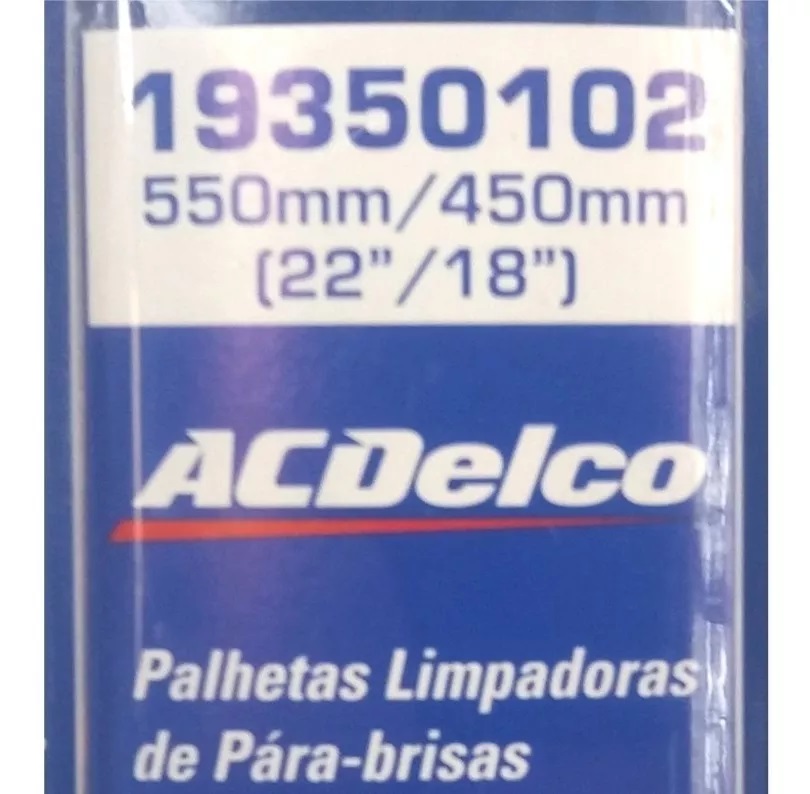 19350102
550mm/450mm
(22”/18”)
ACDelco
Palhetas Limpadoras
de Pára-brisas